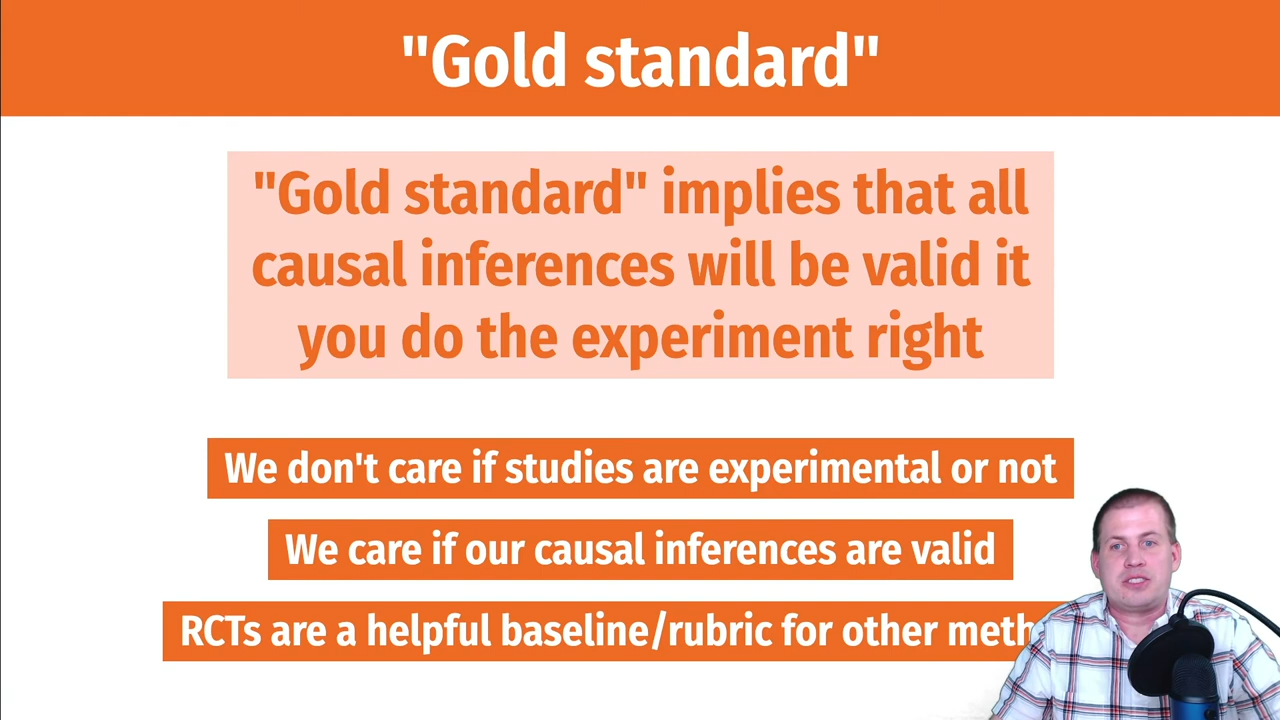 "Gold standard"
"Gold standard" implies that all
causal inferences will be valid it
you do the experiment right
We don't care if studies are experimental or not
We care if our causal inferences are valid
RCTs are a helpful baseline/rubric for other